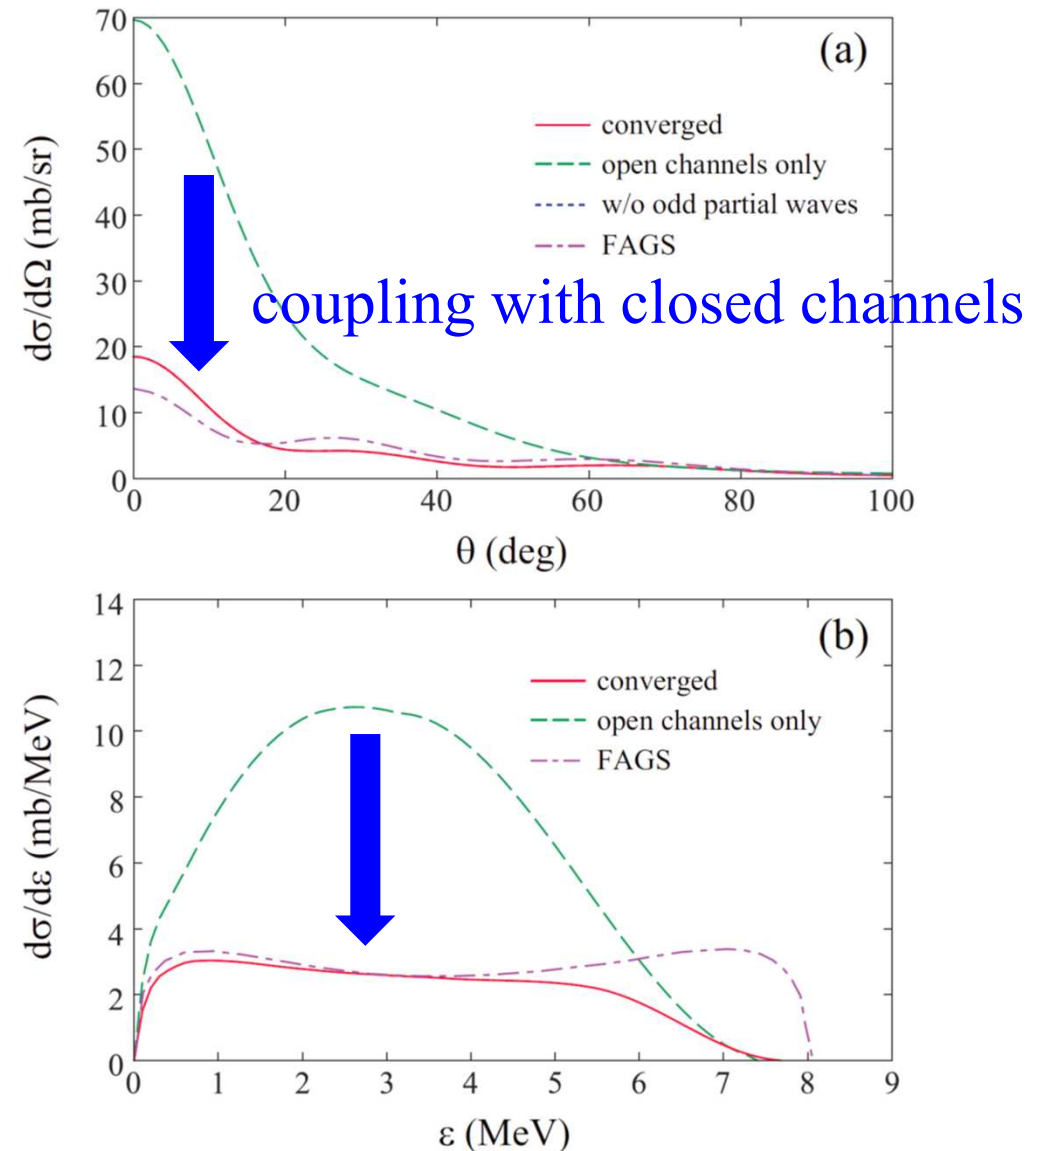 70
60
50
40
30
20
10
0
dσ/dΩ (mb/sr)
(a)
converged
open channels only
w/o odd partial waves
FAGS
coupling with closed channels
0 20 40 60 80 100
θ (deg)
14
12
10
8
6
4
2
0
dσ/dε (mb/MeV)
(b)
converged
open channels only
FAGS
0 1 2 3 4 5 6 7 8 9
ε (MeV)